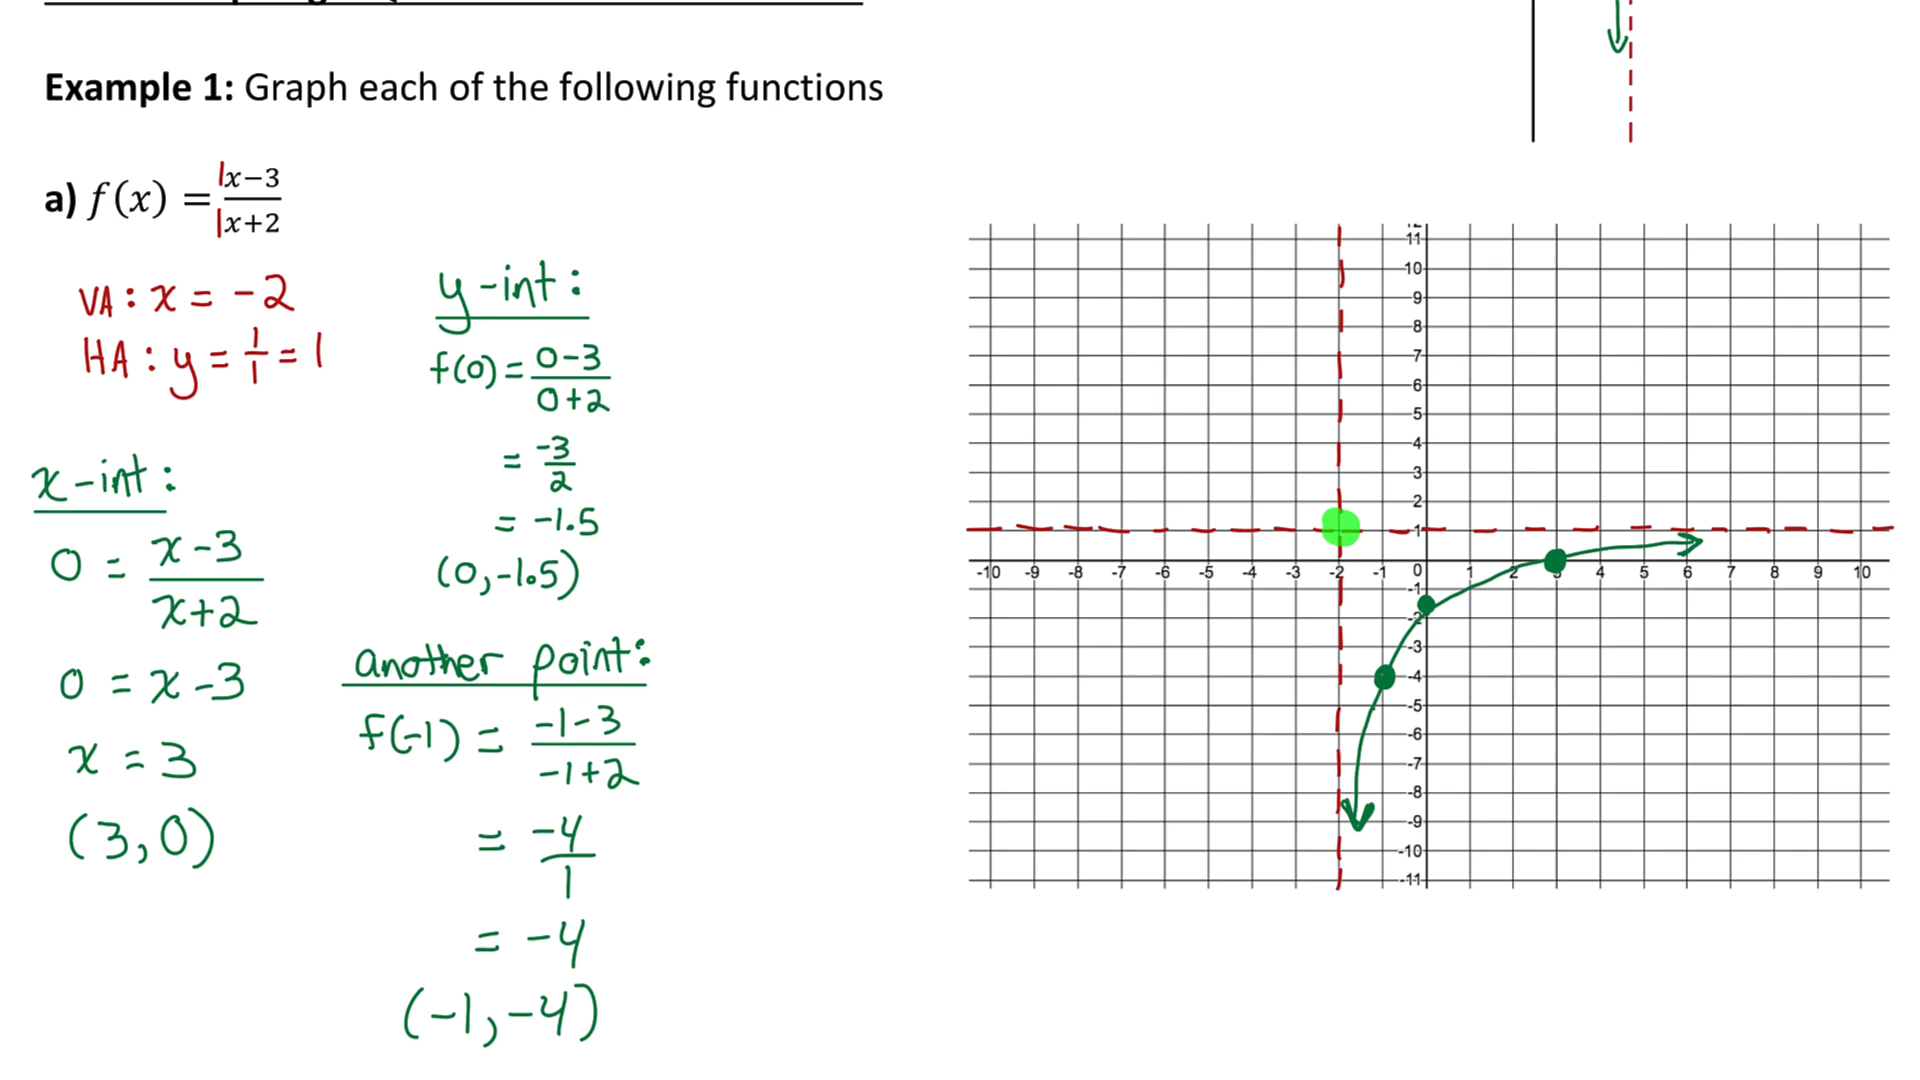 Example 1: Graph each of the following functions
a) f(x) = 1x−3 / 1x+2
VA: x = -2
HA: y = 1/1 = 1
x-int:
0 = x-3 / x+2
0 = x-3
x = 3
(3,0)
y-int:
f(0) = 0-3 / 0+2
= -3/2
= -1.5
(0,-1.5)
another point:
f(-1) = -1-3 / -1+2
= -4/1
= -4
(-1,-4)
11
10
9
8
7
6
5
4
3
2
1
-10 -9 -8 -7 -6 -5 -4 -3 -2 -1 0 1 2 3 4 5 6 7 8 9 10
-1
-2
-3
-4
-5
-6
-7
-8
-9
-10
-11